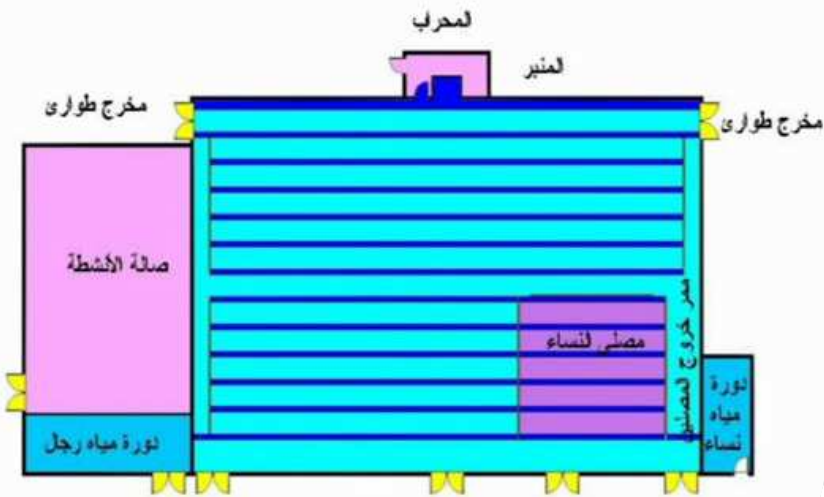 المحراب
المنبر
مخرج طوارئ
مخرج طوارئ
صالة الأنشطة
مصلى النساء
ممر خروج المصلين
دورة
مياه
نساء
دورة مياه رجال